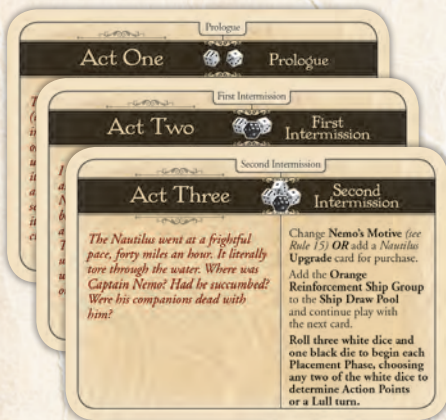 Prologue
Act One
Prologue
First Intermission
Act Two
First
Intermission
Second Intermission
Act Three
Second
Intermission
The Nautilus went at a frightful
pace, forty miles an hour. It literally
tore through the water. Where was
Captain Nemo? Had he succumbed?
Were his companions dead with
him?
Change Nemo's Motive (see
Rule 15) OR add a Nautilus
Upgrade card for purchase.
Add the Orange
Reinforcement Ship Group
to the Ship Draw Pool
and continue play with
the next card.
Roll three white dice and
one black die to begin each
Placement Phase, choosing
any two of the white dice to
determine Action Points
or a Lull turn.